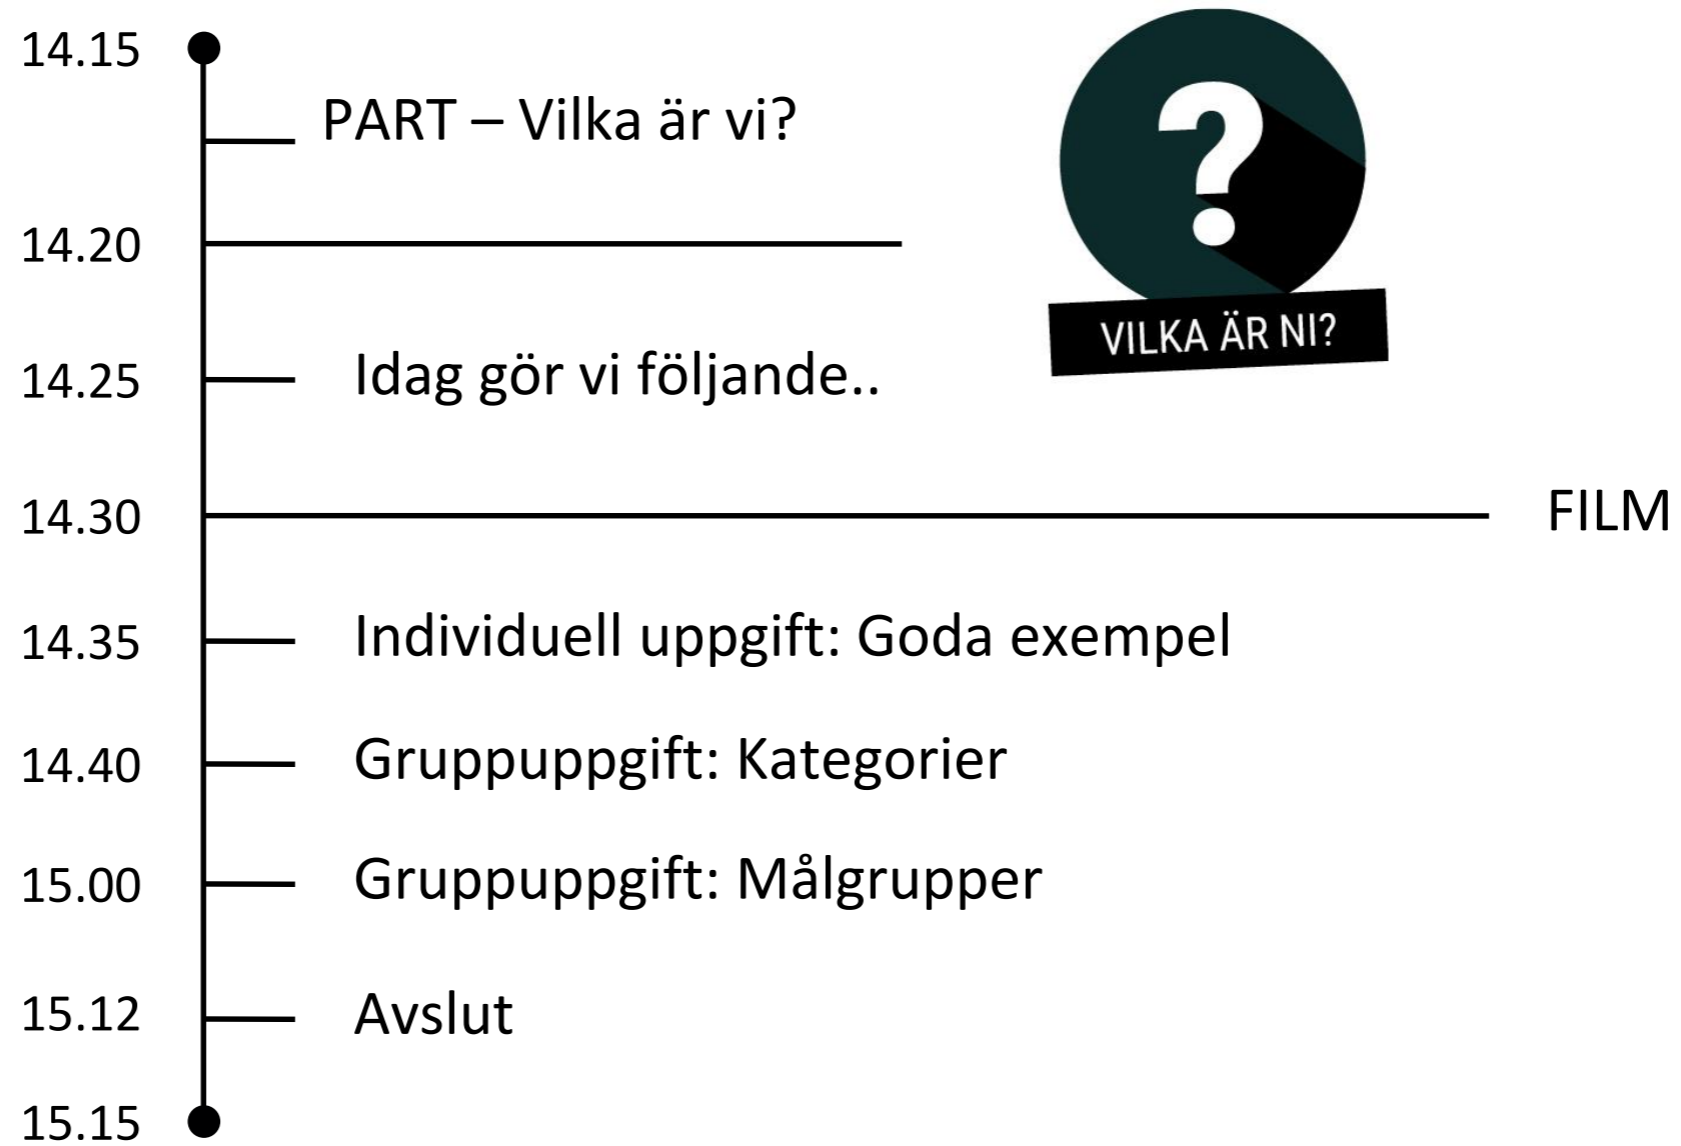 14.15
PART – Vilka är vi?
14.20
?
VILKA ÄR NI?
14.25 Idag gör vi följande..
14.30 FILM
14.35 Individuell uppgift: Goda exempel
14.40 Gruppuppgift: Kategorier
15.00 Gruppuppgift: Målgrupper
15.12 Avslut
15.15